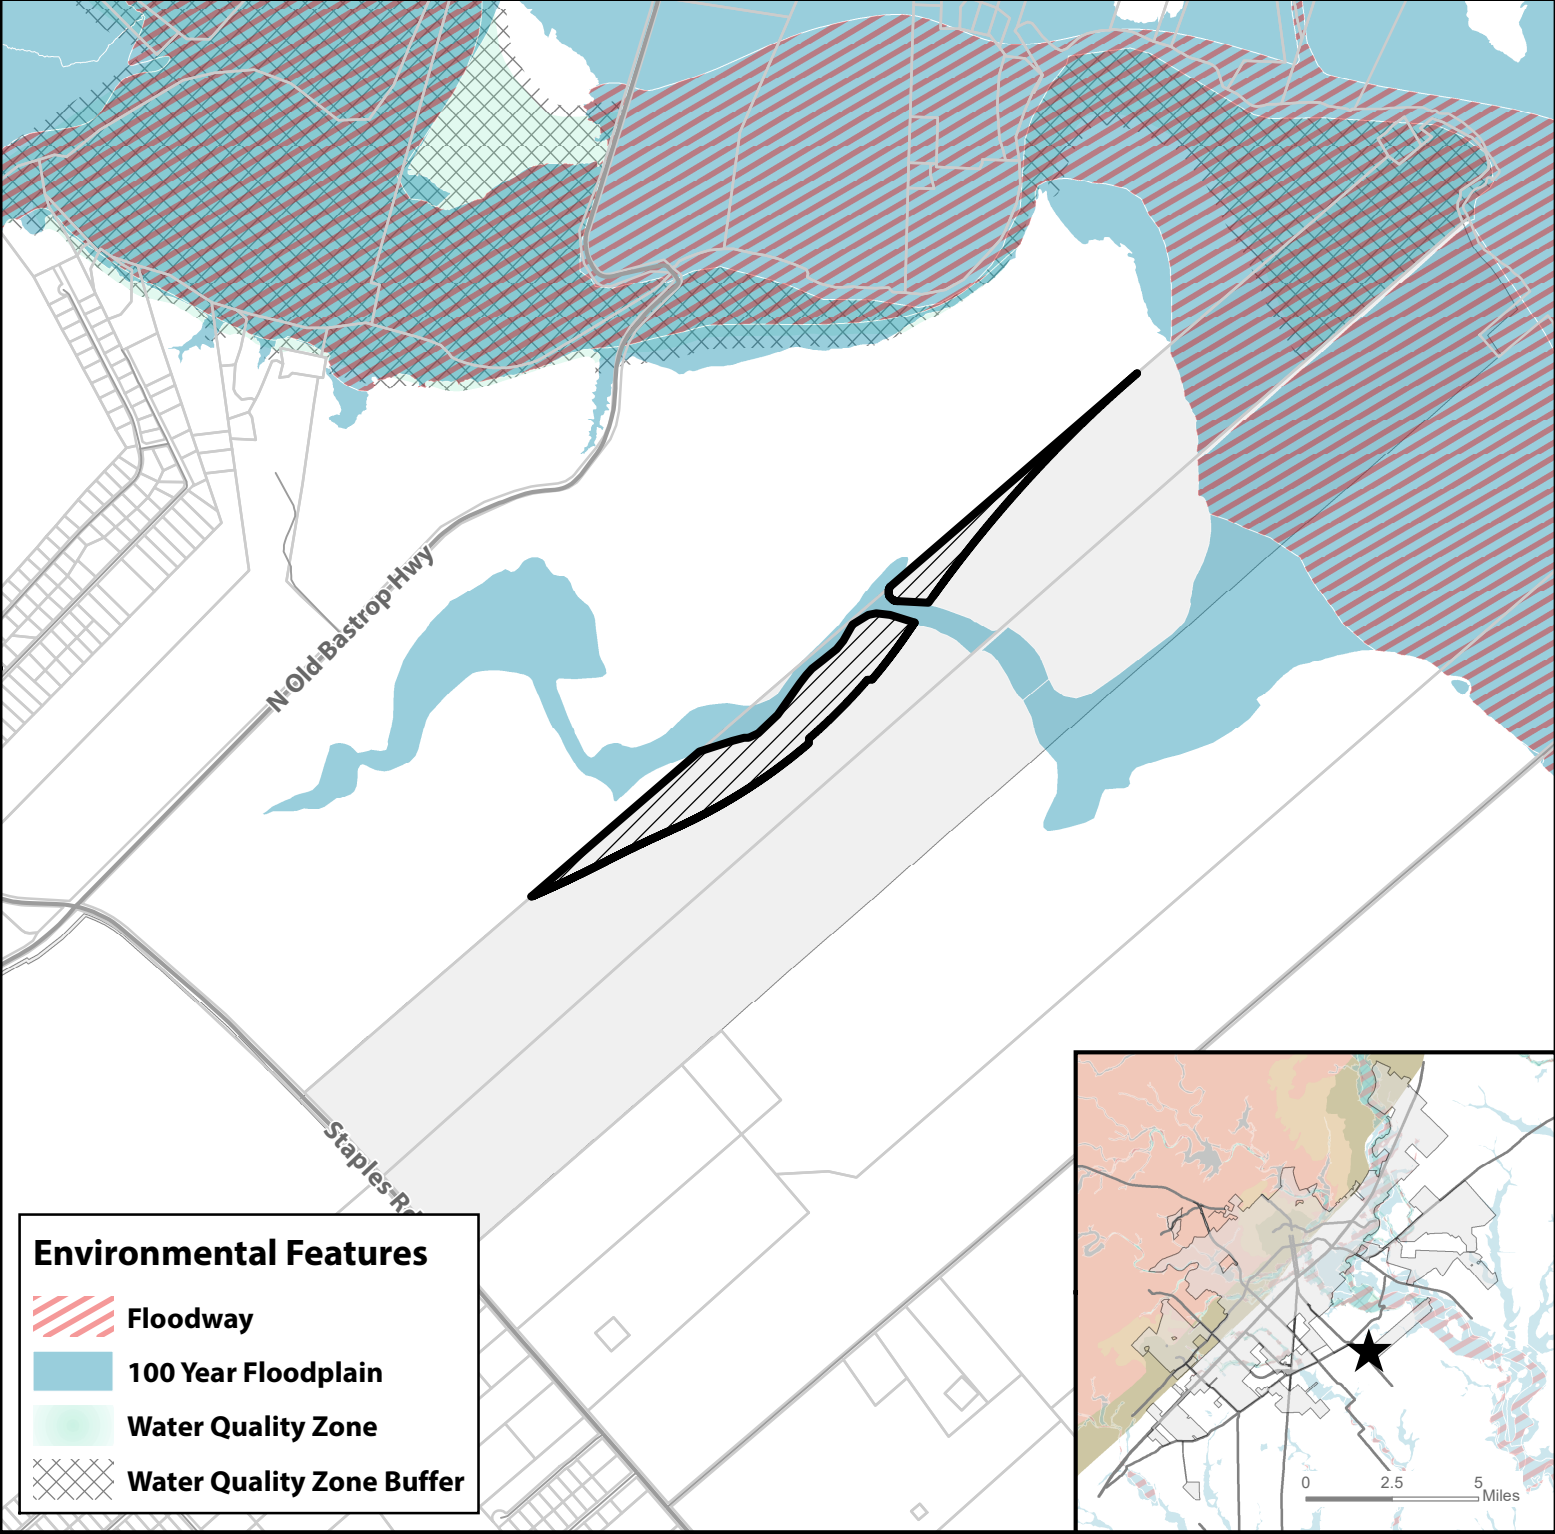 N Old Bastrop Hwy
Staples Rd
Environmental Features
Floodway
100 Year Floodplain
Water Quality Zone
Water Quality Zone Buffer
0 2.5 5
Miles